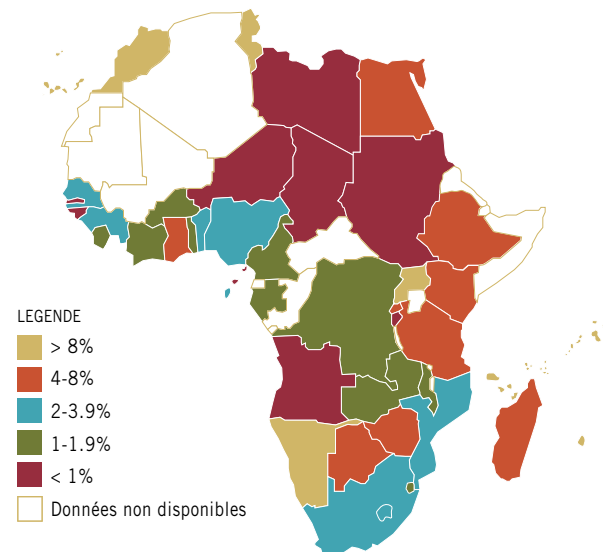 LEGENDE
> 8%
4-8%
2-3.9%
1-1.9%
< 1%
Données non disponibles